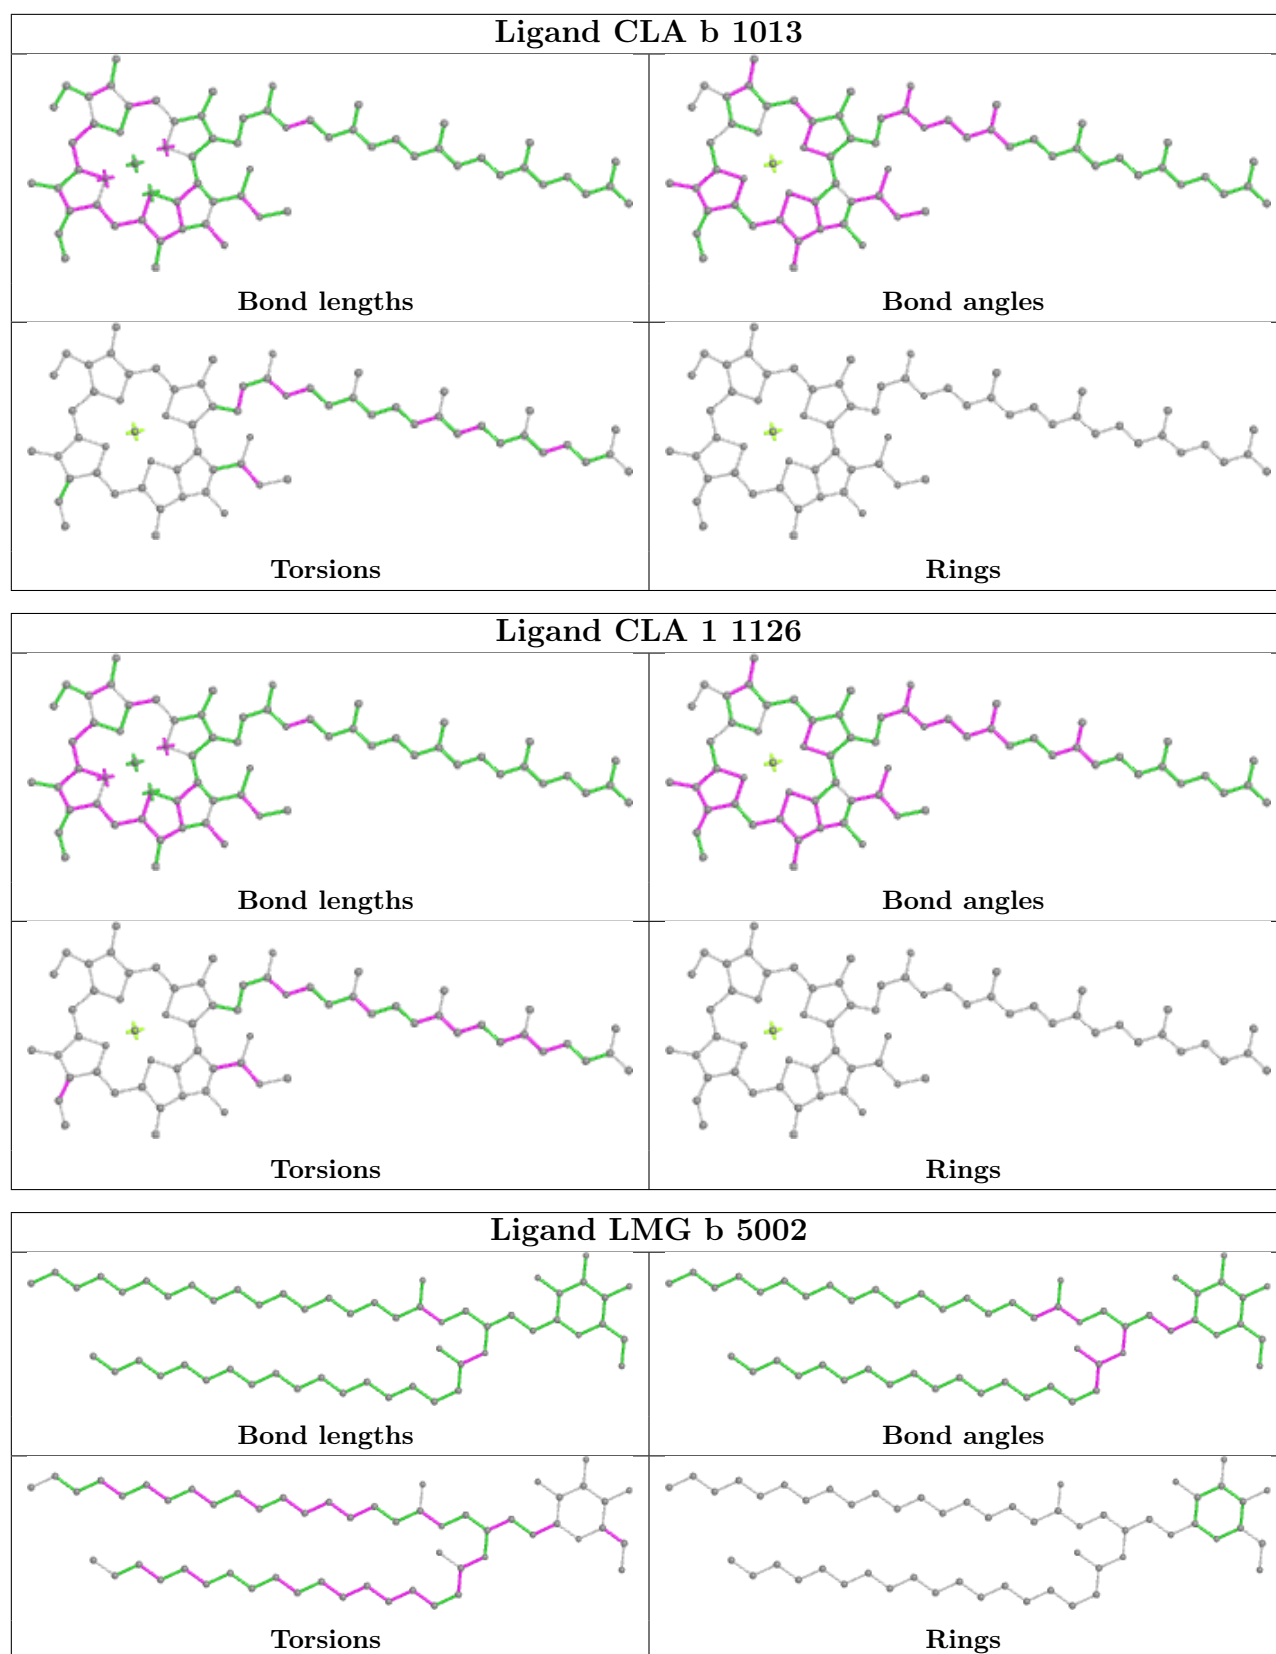 Ligand CLA b 1013
Bond lengths
Bond angles
Torsions
Rings
Ligand CLA 1 1126
Bond lengths
Bond angles
Torsions
Rings
Ligand LMG b 5002
Bond lengths
Bond angles
Torsions
Rings